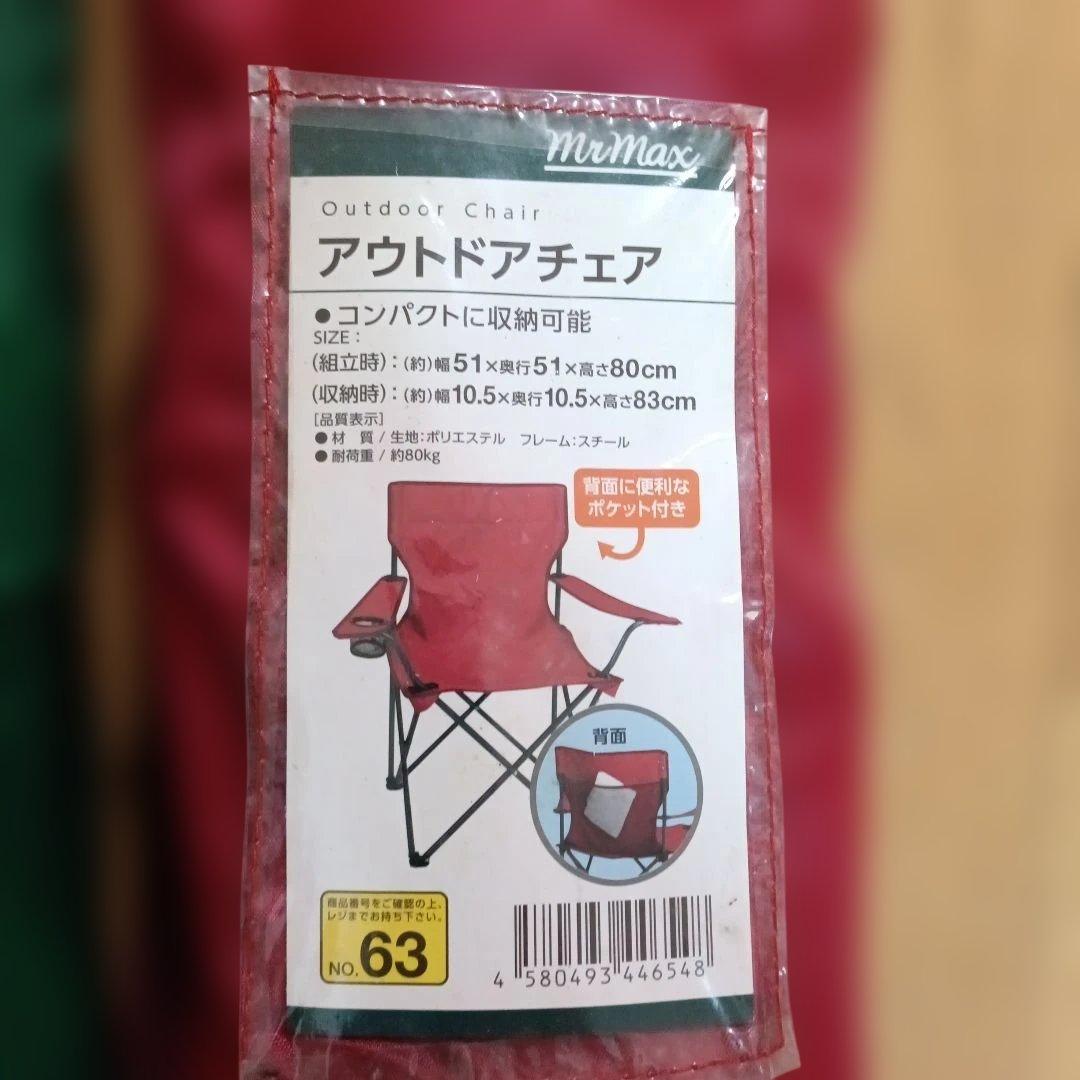 MrMax
Outdoor Chair
アウトドアチェア
●コンパクトに収納可能
SIZE:
(組立時):(約)幅51×奥行51×高さ80cm
(収納時):(約)幅10.5×奥行10.5×高さ83cm
[品質表示]
●材 質/生地:ポリエステル フレーム:スチール
●耐荷重/約80kg
背面に便利な
ポケット付き
背面
商品番号をご確認の上、
レジまでお持ち下さい。
NO.63
4 580493 446548